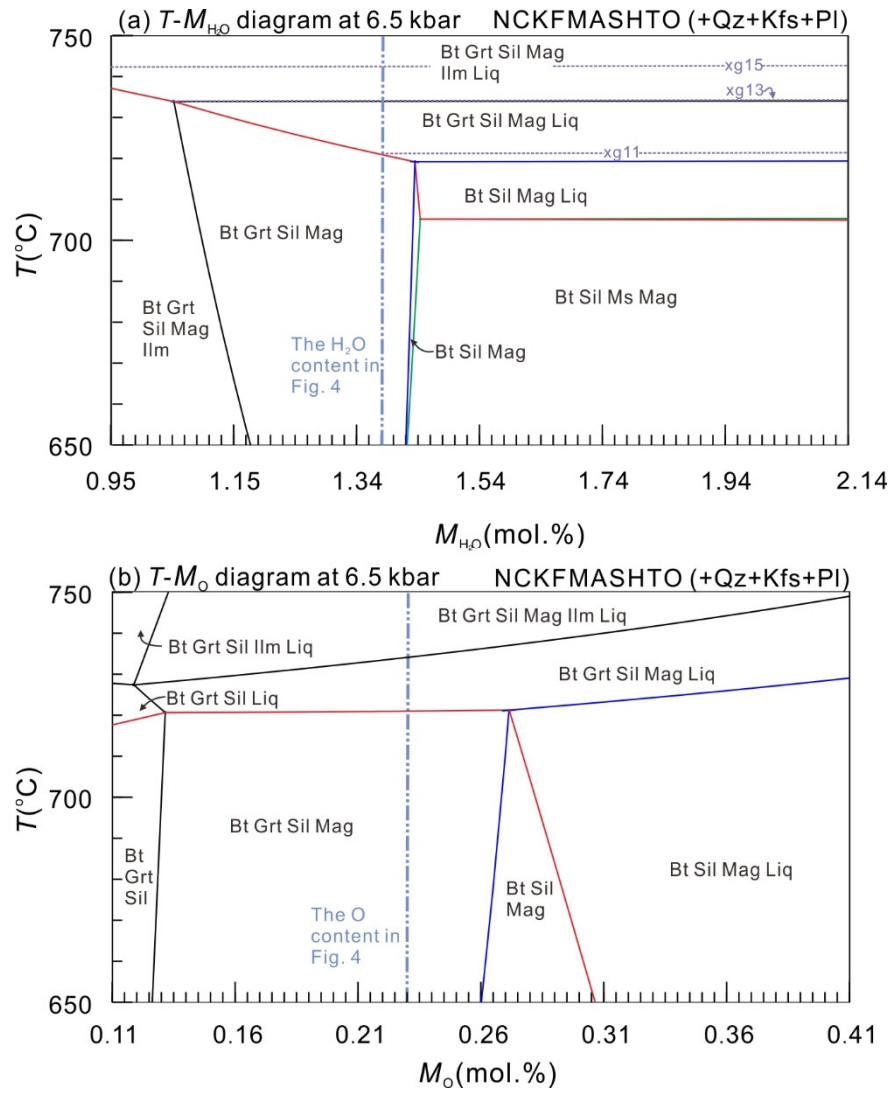 (a) T-M_H₂O diagram at 6.5 kbar NCKFMASHTO (+Qz+Kfs+Pl)
750
Bt Grt Sil Mag
Ilm Liq
xg15
xg13
Bt Grt Sil Mag Liq
xg11
Bt Sil Mag Liq
700
Bt Grt Sil Mag
Bt Sil Ms Mag
Bt Grt
Sil Mag
Ilm
The H₂O
content in
Fig. 4
Bt Sil Mag
T(°C)
650
0.95 1.15 1.34 1.54 1.74 1.94 2.14
M_H₂O(mol.%)
(b) T-M_O diagram at 6.5 kbar NCKFMASHTO (+Qz+Kfs+Pl)
750
Bt Grt Sil Mag Ilm Liq
Bt Grt Sil Ilm Liq
Bt Grt Sil Mag Liq
Bt Grt Sil Liq
700
Bt Grt Sil Mag
Bt
Grt
Sil
Bt Sil
Mag
Bt Sil Mag Liq
The O
content in
Fig. 4
T(°C)
650
0.11 0.16 0.21 0.26 0.31 0.36 0.41
M_O(mol.%)